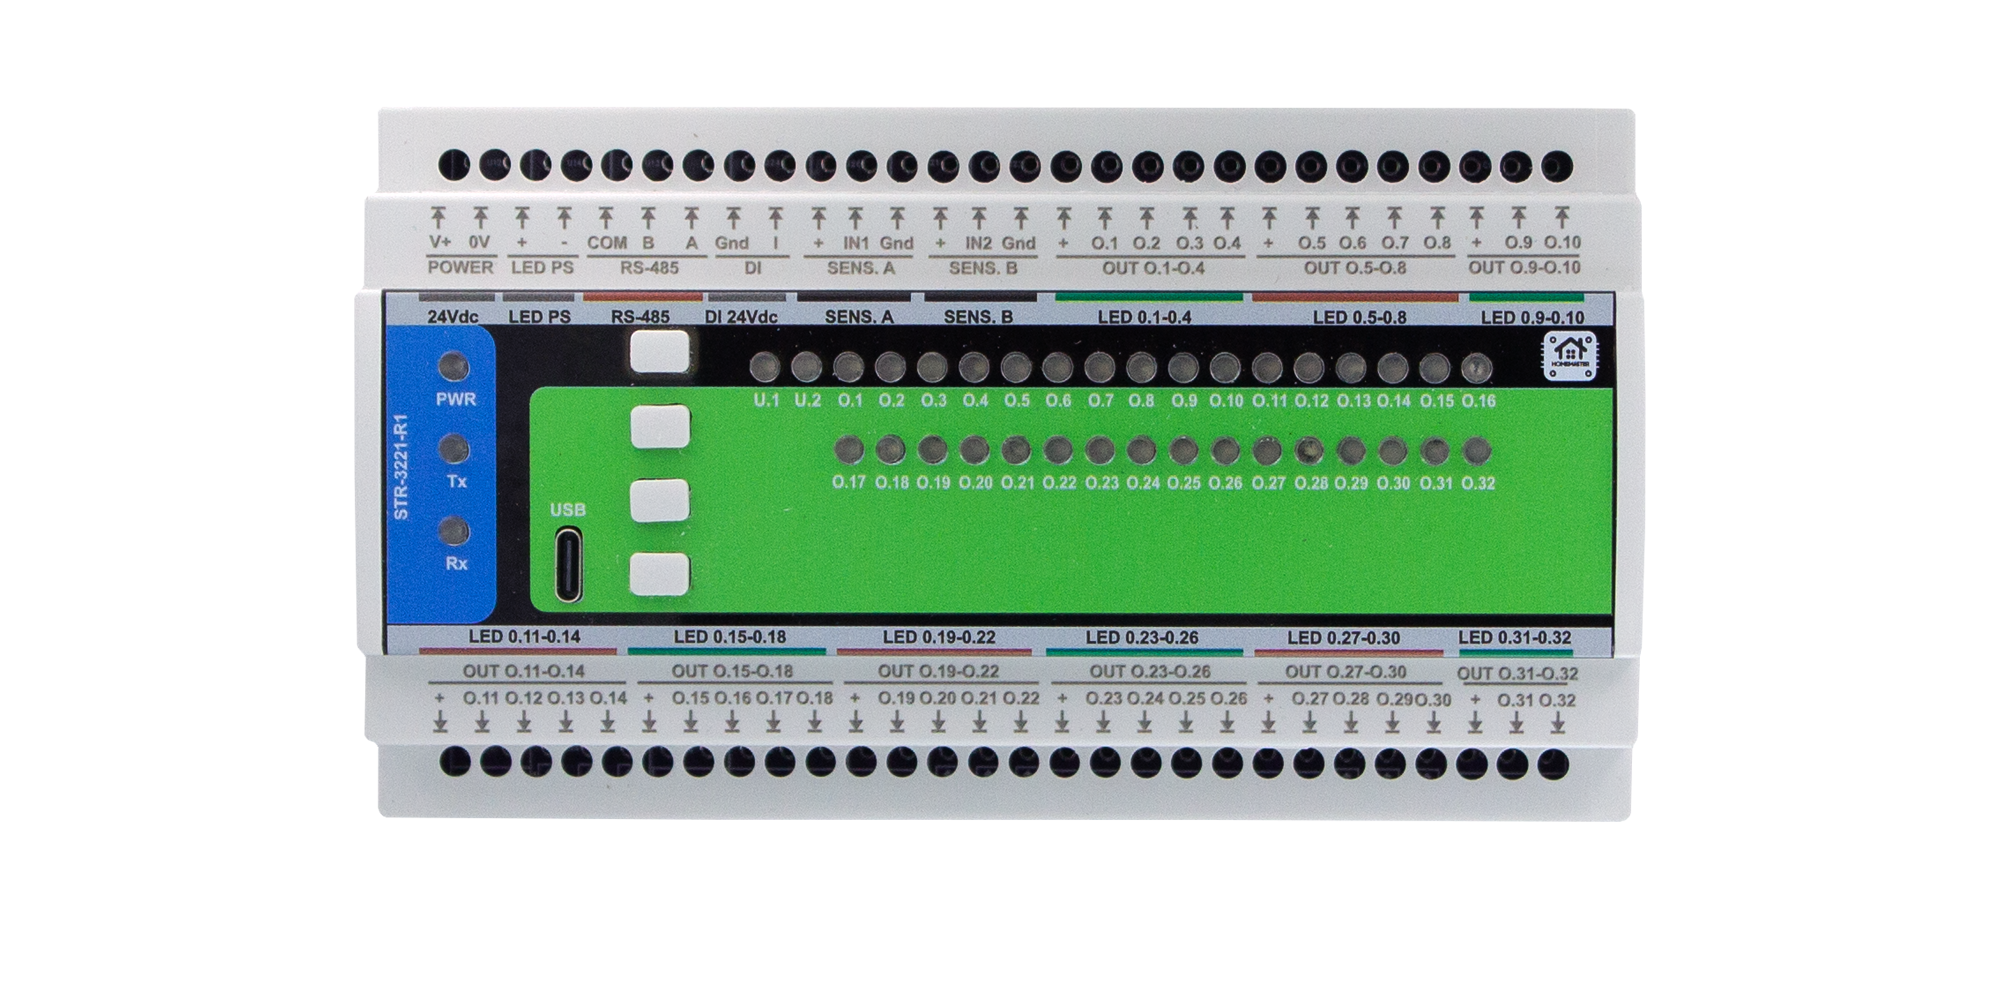 V+ 0V + - COM B A Gnd I + IN1 Gnd + IN2 Gnd + O.1 O.2 O.3 O.4 + O.5 O.6 O.7 O.8 + O.9 O.10
POWER LED PS RS-485 DI SENS. A SENS. B OUT O.1-O.4 OUT O.5-O.8 OUT O.9-O.10
24Vdc LED PS RS-485 DI 24Vdc SENS. A SENS. B LED 0.1-0.4 LED 0.5-0.8 LED 0.9-0.10
HOMEMASTER
PWR
U.1 U.2 O.1 O.2 O.3 O.4 O.5 O.6 O.7 O.8 O.9 O.10 O.11 O.12 O.13 O.14 O.15 O.16
STR-3221-R1
Tx
O.17 O.18 O.19 O.20 O.21 O.22 O.23 O.24 O.25 O.26 O.27 O.28 O.29 O.30 O.31 O.32
USB
Rx
LED 0.11-0.14 LED 0.15-0.18 LED 0.19-0.22 LED 0.23-0.26 LED 0.27-0.30 LED 0.31-0.32
OUT O.11-O.14 OUT O.15-O.18 OUT O.19-O.22 OUT O.23-O.26 OUT O.27-O.30 OUT O.31-O.32
+ O.11 O.12 O.13 O.14 + O.15 O.16 O.17 O.18 + O.19 O.20 O.21 O.22 + O.23 O.24 O.25 O.26 + O.27 O.28 O.29 O.30 + O.31 O.32